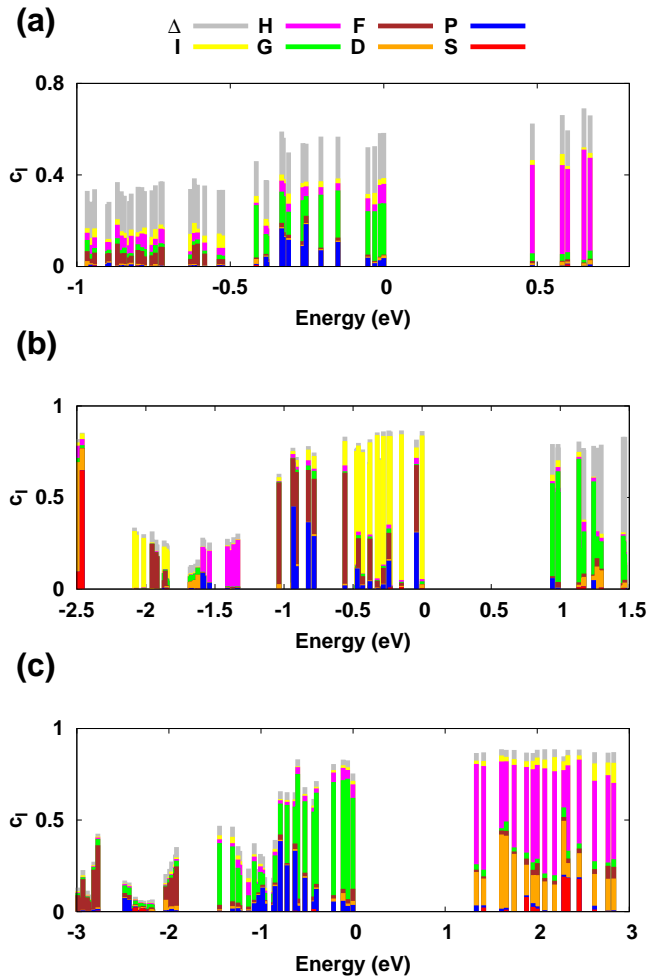 (a)
Δ H F P
I G D S
0.8
0.4
0
c_l
-1 -0.5 0 0.5
Energy (eV)
(b)
1
0.5
0
c_l
-2.5 -2 -1.5 -1 -0.5 0 0.5 1 1.5
Energy (eV)
(c)
1
0.5
0
c_l
-3 -2 -1 0 1 2 3
Energy (eV)